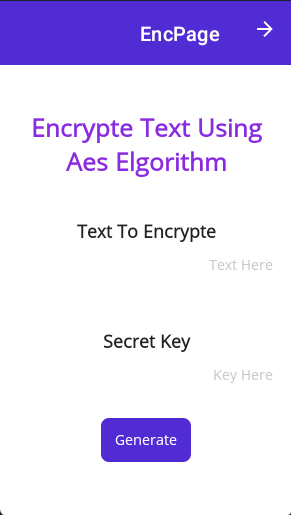 EncPage
Encrypte Text Using
Aes Elgorithm
Text To Encrypte
Text Here
Secret Key
Key Here
Generate